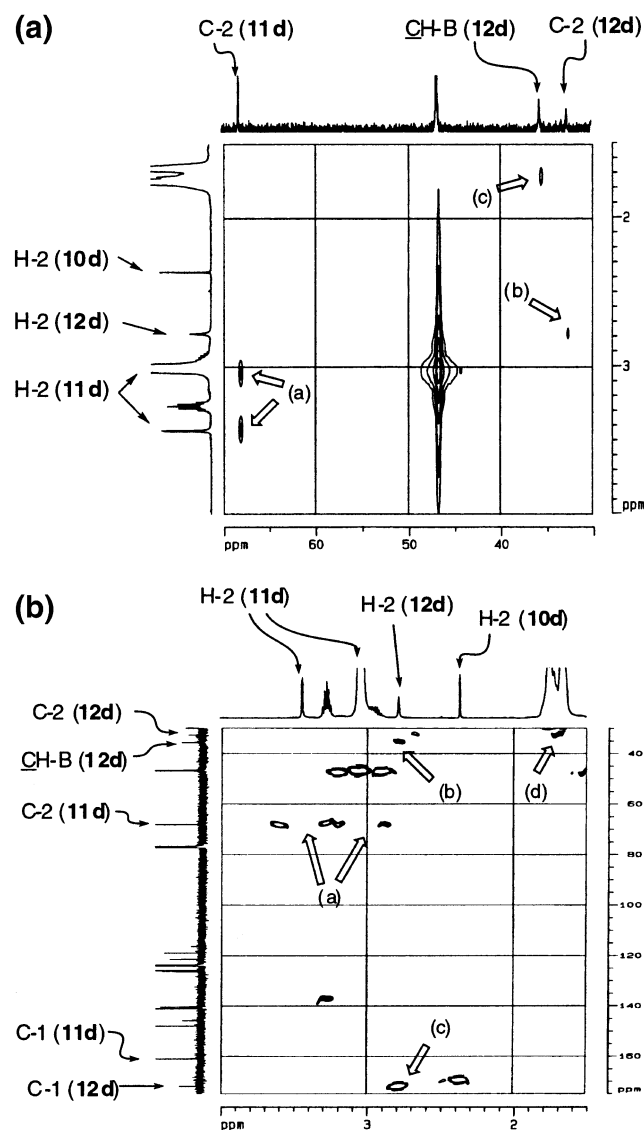 (a)
C-2 (11d)
CH-B (12d)
C-2 (12d)
(c)
2
H-2 (10d)
(b)
H-2 (12d)
3
H-2 (11d)
(a)
ppm
ppm 60 50 40
(b)
H-2 (11d)
H-2 (12d)
H-2 (10d)
C-2 (12d)
40
CH-B (12d)
(b)
(d)
60
C-2 (11d)
80
(a)
100
120
140
(c)
C-1 (11d)
160
C-1 (12d)
ppm
ppm 3 2